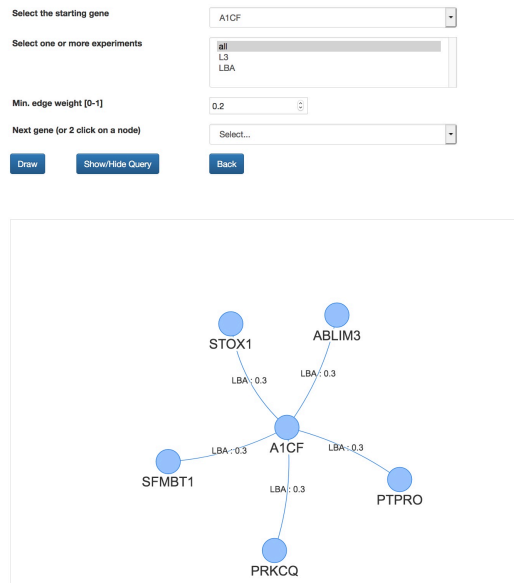 Select the starting gene
A1CF
Select one or more experiments
all
L3
LBA
Min. edge weight [0-1]
0.2
Next gene (or 2 click on a node)
Select...
Draw
Show/Hide Query
Back
ABLIM3
STOX1
LBA : 0.3
LBA : 0.3
A1CF
LBA : 0.3
LBA : 0.3
SFMBT1
LBA : 0.3
PTPRO
PRKCQ